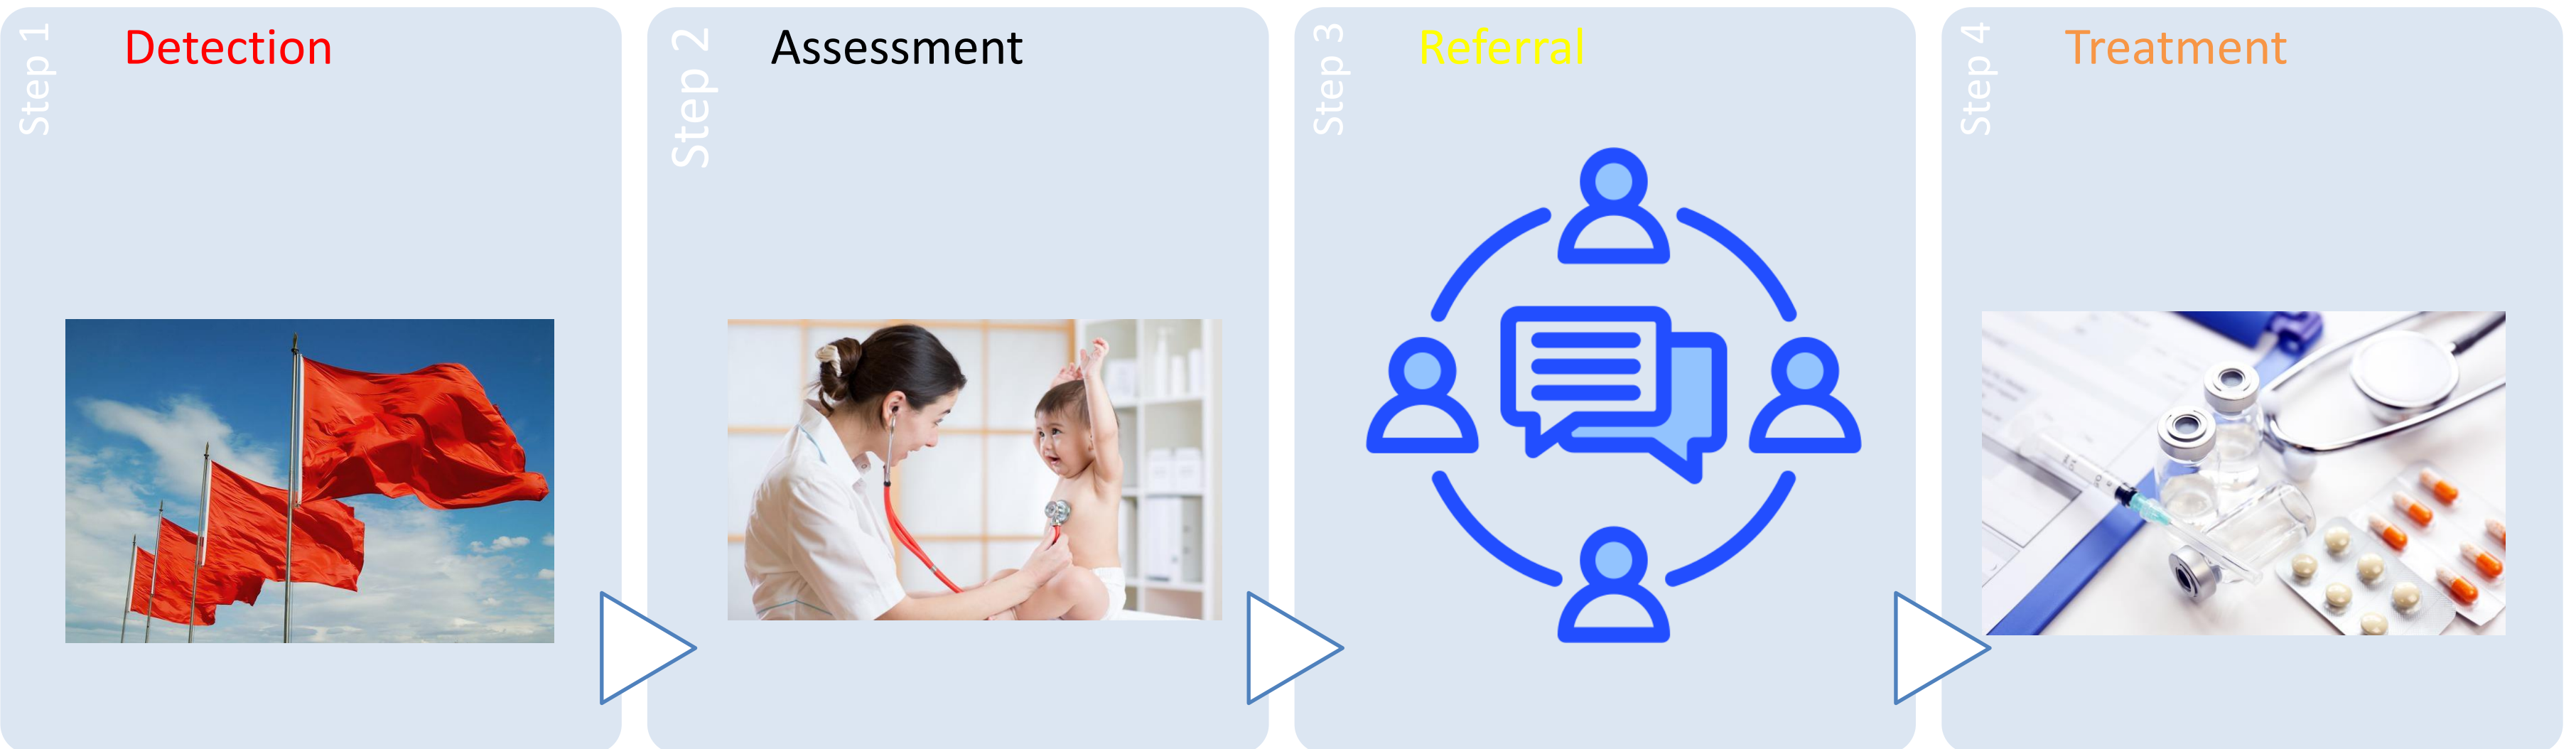 Step 1
Detection
Step 2
Assessment
Step 3
Referral
Step 4
Treatment